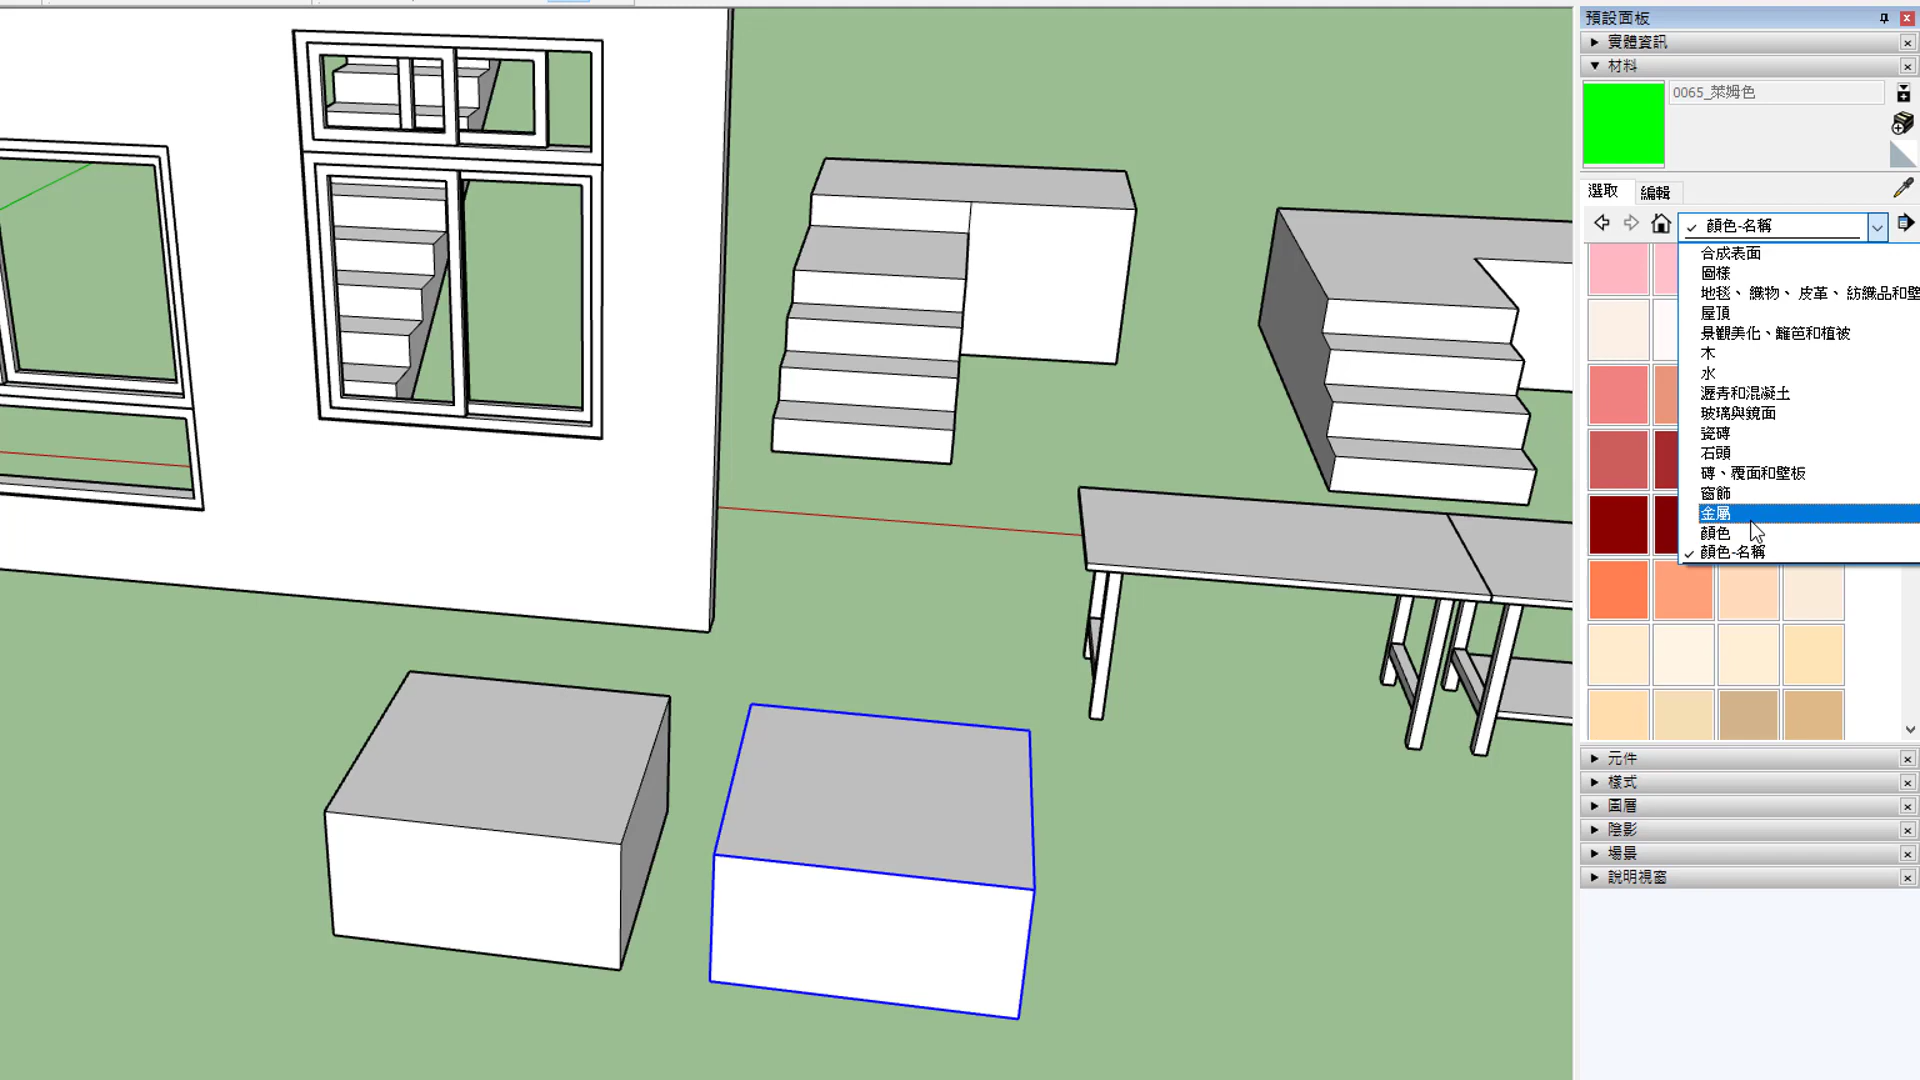 預設面板
實體資訊
材料
0065_萊姆色
選取
編輯
顏色-名稱
合成表面
圖樣
地毯、織物、皮革、紡織品和壁
屋頂
景觀美化、籬笆和植被
木
水
瀝青和混凝土
玻璃與鏡面
瓷磚
石頭
磚、覆面和壁板
窗飾
金屬
顏色
顏色-名稱
元件
樣式
圖層
陰影
場景
說明視窗